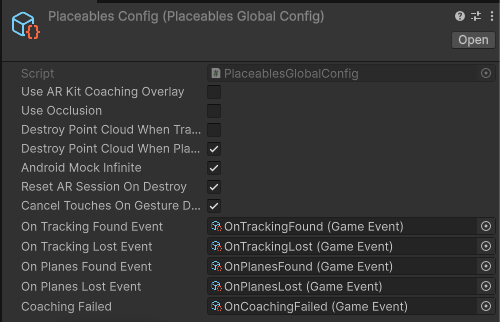 Placeables Config (Placeables Global Config)
Open
Script PlaceablesGlobalConfig
Use AR Kit Coaching Overlay
Use Occlusion
Destroy Point Cloud When Tra...
Destroy Point Cloud When Pla...
Android Mock Infinite
Reset AR Session On Destroy
Cancel Touches On Gesture D...
On Tracking Found Event OnTrackingFound (Game Event)
On Tracking Lost Event OnTrackingLost (Game Event)
On Planes Found Event OnPlanesFound (Game Event)
On Planes Lost Event OnPlanesLost (Game Event)
Coaching Failed OnCoachingFailed (Game Event)